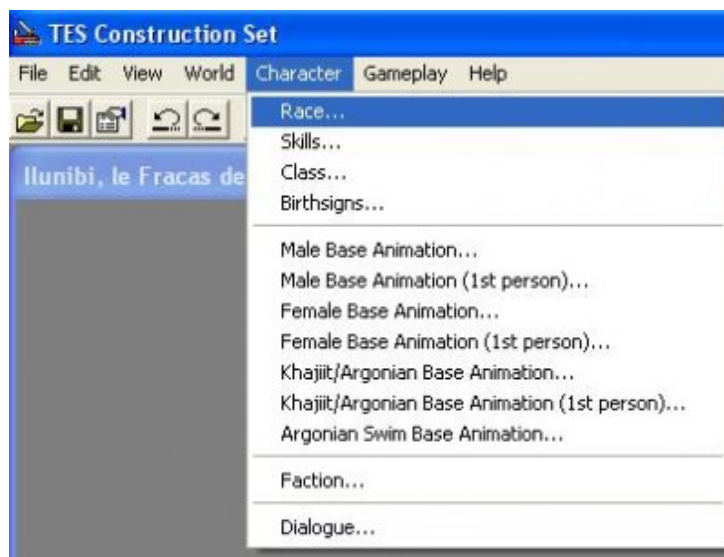 TES Construction Set
File Edit View World Character Gameplay Help
Race...
Skills...
Class...
Birthsigns...
Ilunibi, le Fracas de
Male Base Animation...
Male Base Animation (1st person)...
Female Base Animation...
Female Base Animation (1st person)...
Khajiit/Argonian Base Animation...
Khajiit/Argonian Base Animation (1st person)...
Argonian Swim Base Animation...
Faction...
Dialogue...